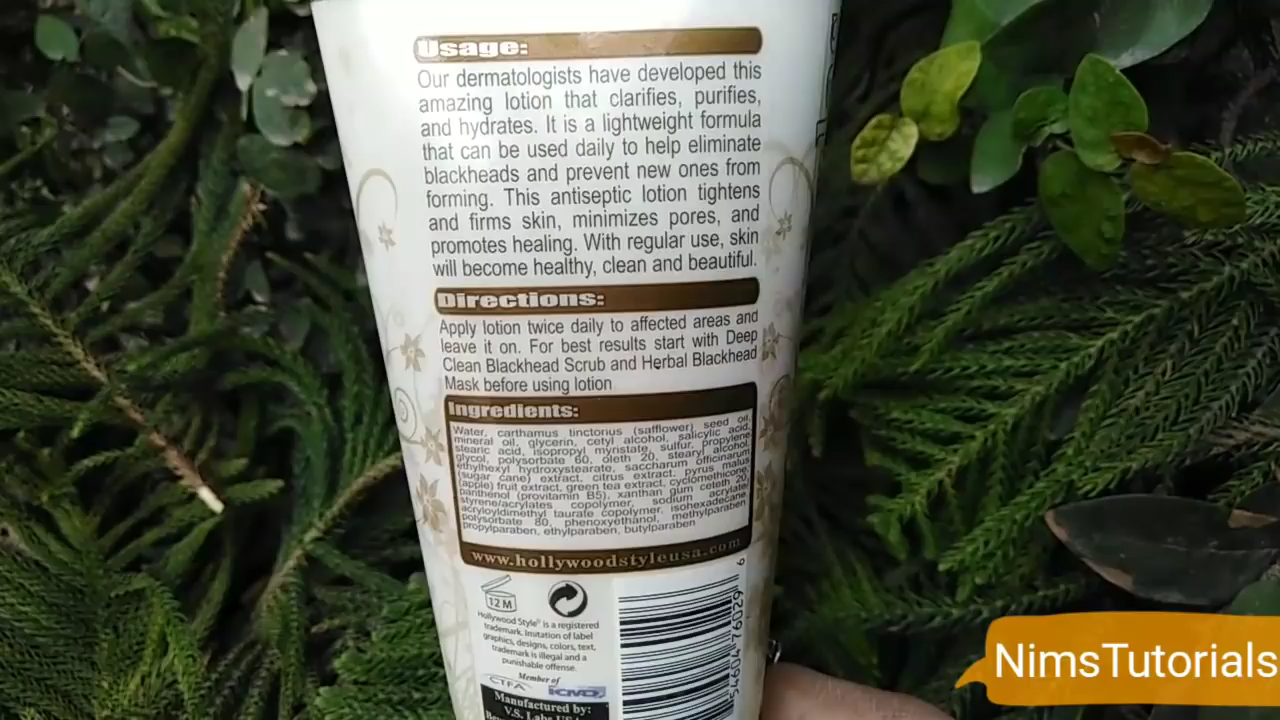 Usage:
Our dermatologists have developed this
amazing lotion that clarifies, purifies,
and hydrates. It is a lightweight formula
that can be used daily to help eliminate
blackheads and prevent new ones from
forming. This antiseptic lotion tightens
and firms skin, minimizes pores, and
promotes healing. With regular use, skin
will become healthy, clean and beautiful.
Directions:
Apply lotion twice daily to affected areas and
leave it on. For best results start with Deep
Clean Blackhead Scrub and Herbal Blackhead
Mask before using lotion
Ingredients:
Water, carthamus tinctorius (safflower) seed oil,
mineral oil, glycerin, cetyl alcohol, salicylic acid,
stearic acid, isopropyl myristate, sulfur, propylene
glycol, polysorbate 60, oleth 20, stearyl alcohol,
ethylhexyl hydroxystearate, saccharum officinarum
(sugar cane) extract, citrus extract, pyrus malus
(apple) fruit extract, green tea extract, cyclomethicone,
panthenol (provitamin B5), xanthan gum ceteth 20,
styrene/acrylates copolymer, sodium acrylate/
acryloyldimethyl taurate copolymer, isohexadecane,
polysorbate 80, phenoxyethanol, methylparaben,
propylparaben, ethylparaben, butylparaben
www.hollywoodstyleusa.com
12 M
Hollywood Style® is a registered
trademark. Imitation of label
graphics, designs, colors, text,
trademark is illegal and a
punishable offense.
Member of
CTFA ICMD
Manufactured by:
V.S. Labs USA
54604 76029 6
NimsTutorials